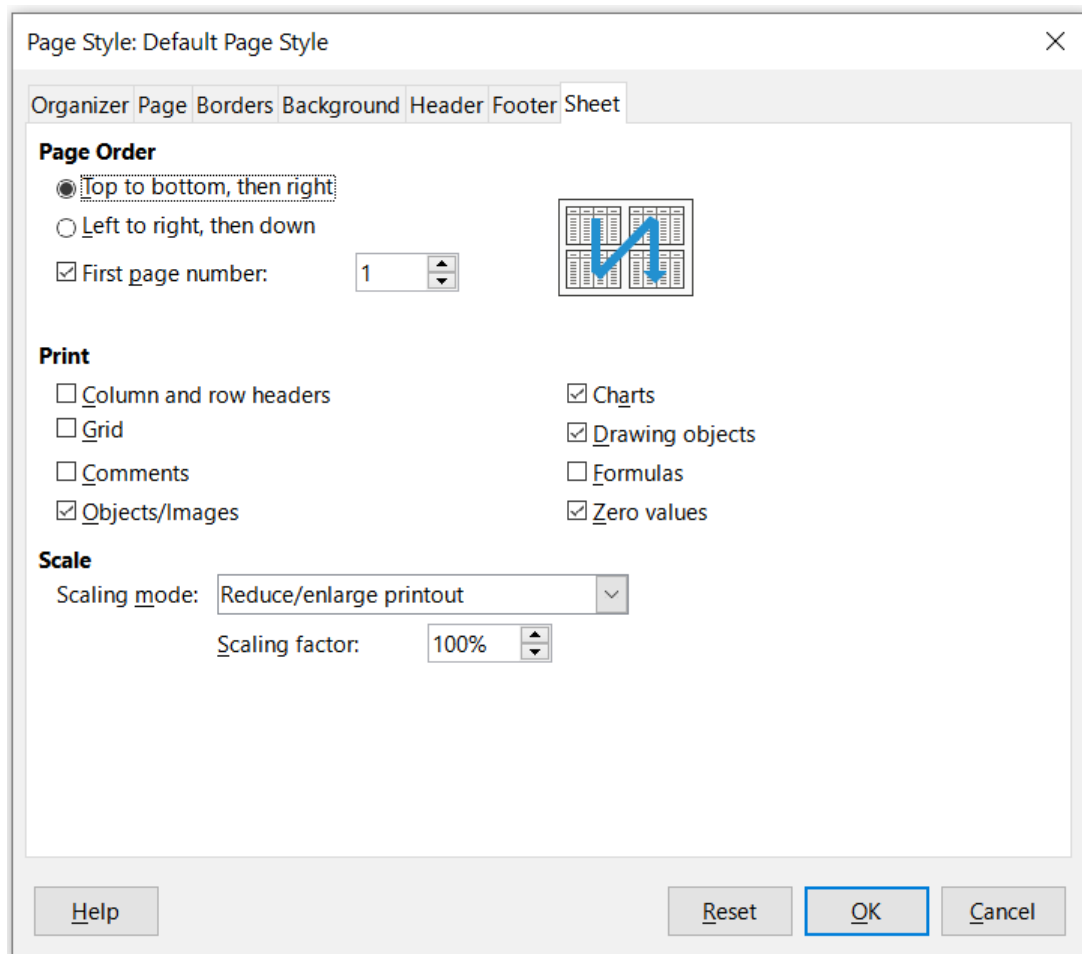 Page Style: Default Page Style
Organizer Page Borders Background Header Footer Sheet
Page Order
Top to bottom, then right
Left to right, then down
First page number: 1
Print
Column and row headers
Charts
Grid
Drawing objects
Comments
Formulas
Objects/Images
Zero values
Scale
Scaling mode: Reduce/enlarge printout
Scaling factor: 100%
Help Reset OK Cancel